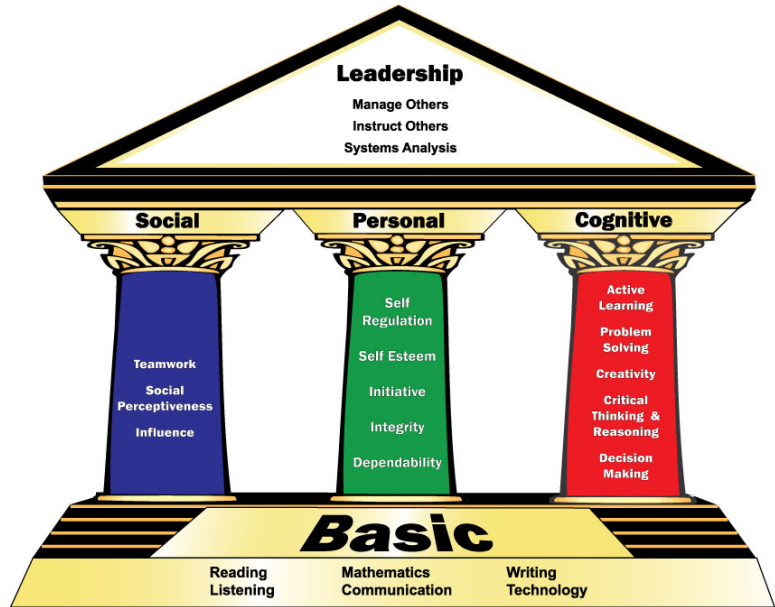 Leadership
Manage Others
Instruct Others
Systems Analysis
Social
Personal
Cognitive
Teamwork
Social
Perceptiveness
Influence
Self
Regulation
Self Esteem
Initiative
Integrity
Dependability
Active
Learning
Problem
Solving
Creativity
Critical
Thinking &
Reasoning
Decision
Making
Basic
Reading Mathematics Writing
Listening Communication Technology